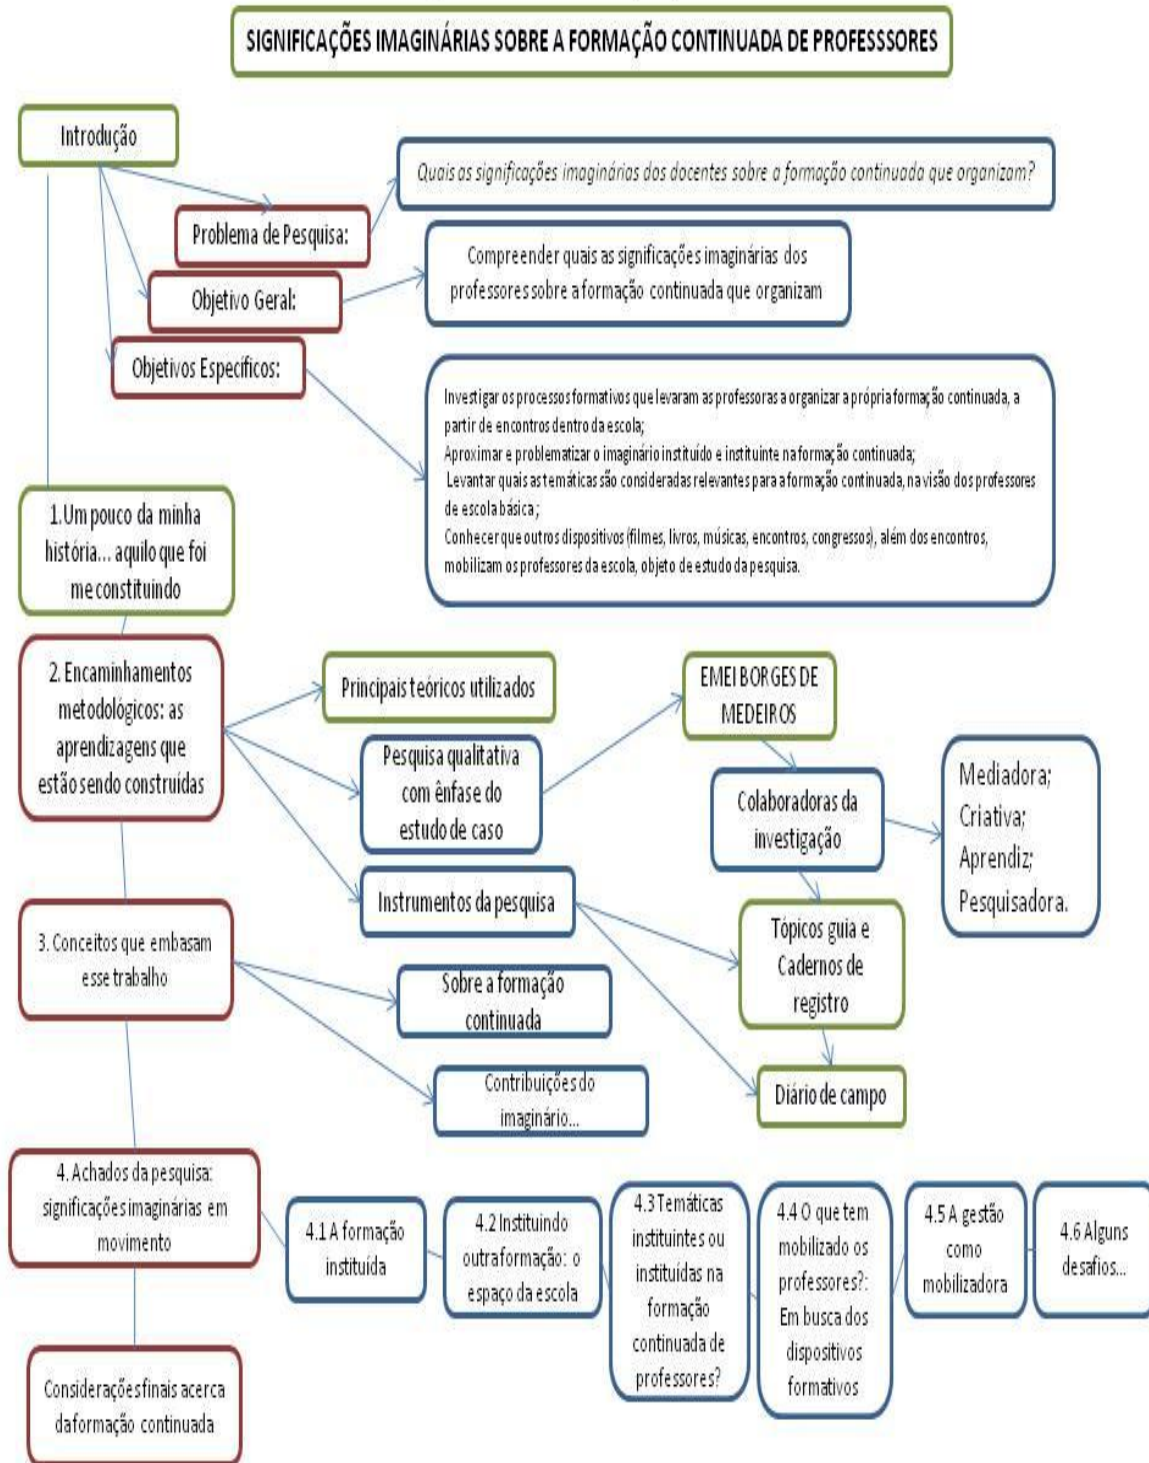 SIGNIFICAÇÕES IMAGINÁRIAS SOBRE A FORMAÇÃO CONTINUADA DE PROFESSSORES
Introdução
Quais as significações imaginárias dos docentes sobre a formação continuada que organizam?
Problema de Pesquisa:
Compreender quais as significações imaginárias dos
professores sobre a formação continuada que organizam
Objetivo Geral:
Objetivos Específicos:
Investigar os processos formativos que levaram as professoras a organizar a própria formação continuada, a
partir de encontros dentro da escola;
Aproximar e problematizar o imaginário instituído e instituinte na formação continuada;
Levantar quais as temáticas são consideradas relevantes para a formação continuada, na visão dos professores
de escola básica ;
Conhecer que outros dispositivos (filmes, livros, músicas, encontros, congressos), além dos encontros,
mobilizam os professores da escola, objeto de estudo da pesquisa.
1.Um pouco da minha
história... aquilo que foi
me constituindo
2. Encaminhamentos
metodológicos: as
aprendizagens que
estão sendo construídas
Principais teóricos utilizados
Pesquisa qualitativa
com ênfase do
estudo de caso
Instrumentos da pesquisa
EMEI BORGES DE
MEDEIROS
Colaboradoras da
investigação
Mediadora;
Criativa;
Aprendiz;
Pesquisadora.
Tópicos guia e
Cadernos de
registro
Diário de campo
3. Conceitos que embasam
esse trabalho
Sobre a formação
continuada
Contribuições do
imaginário...
4. Achados da pesquisa:
significações imaginárias em
movimento
4.1 A formação
instituída
4.2 Instituindo
outra formação: o
espaço da escola
4.3 Temáticas
instituintes ou
instituídas na
formação
continuada de
professores?
4.4 O que tem
mobilizado os
professores?:
Em busca dos
dispositivos
formativos
4.5 A gestão
como
mobilizadora
4.6 Alguns
desafios...
Considerações finais acerca
da formação continuada